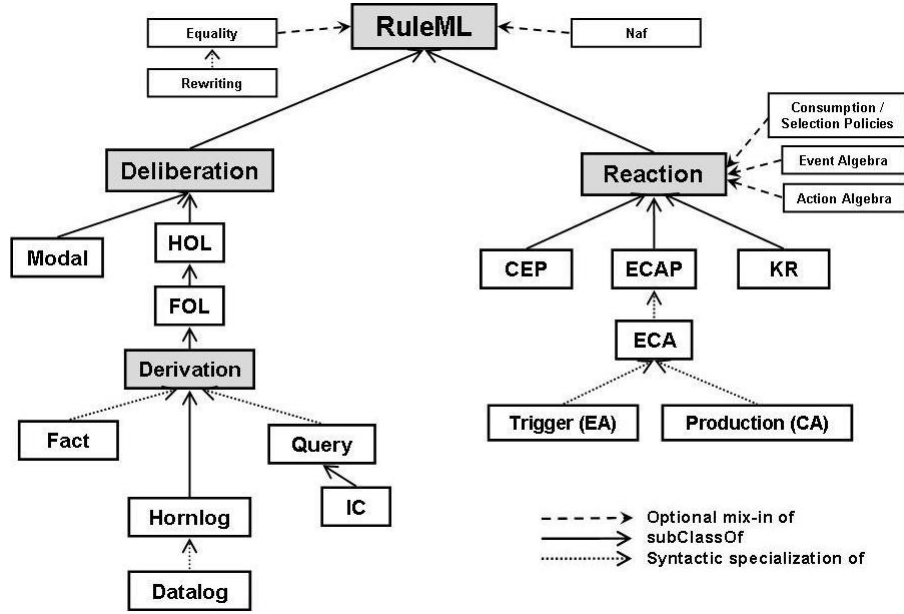 RuleML
Equality
Naf
Rewriting
Consumption /
Selection Policies
Deliberation
Reaction
Event Algebra
Action Algebra
Modal
HOL
CEP
ECAP
KR
FOL
ECA
Derivation
Fact
Query
Trigger (EA)
Production (CA)
Hornlog
IC
Datalog
Optional mix-in of
subClassOf
Syntactic specialization of